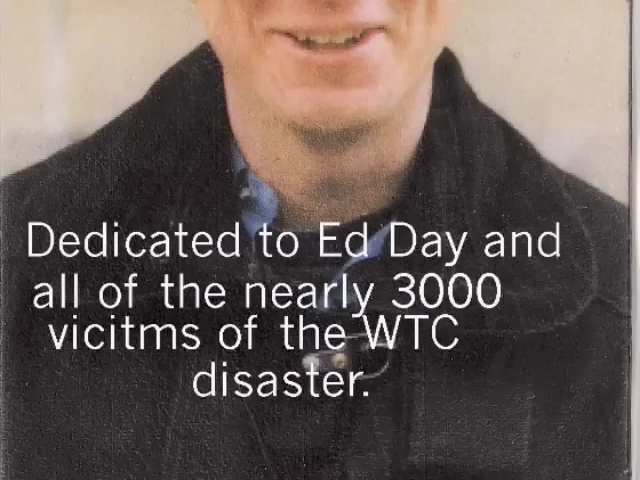 Dedicated to Ed Day and
all of the nearly 3000
vicitms of the WTC
disaster.